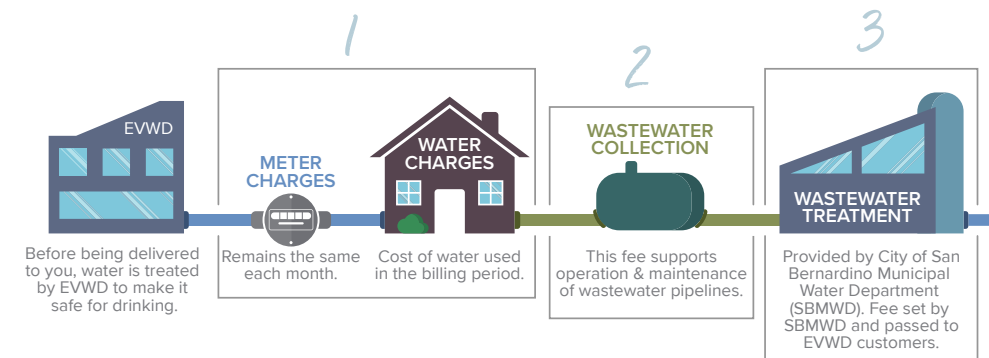 1
2
3
EVWD
Before being delivered
to you, water is treated
by EVWD to make it
safe for drinking.
METER
CHARGES
Remains the same
each month.
WATER
CHARGES
Cost of water used
in the billing period.
WASTEWATER
COLLECTION
This fee supports
operation & maintenance
of wastewater pipelines.
WASTEWATER
TREATMENT
Provided by City of San
Bernardino Municipal
Water Department
(SBMWD). Fee set by
SBMWD and passed to
EVWD customers.